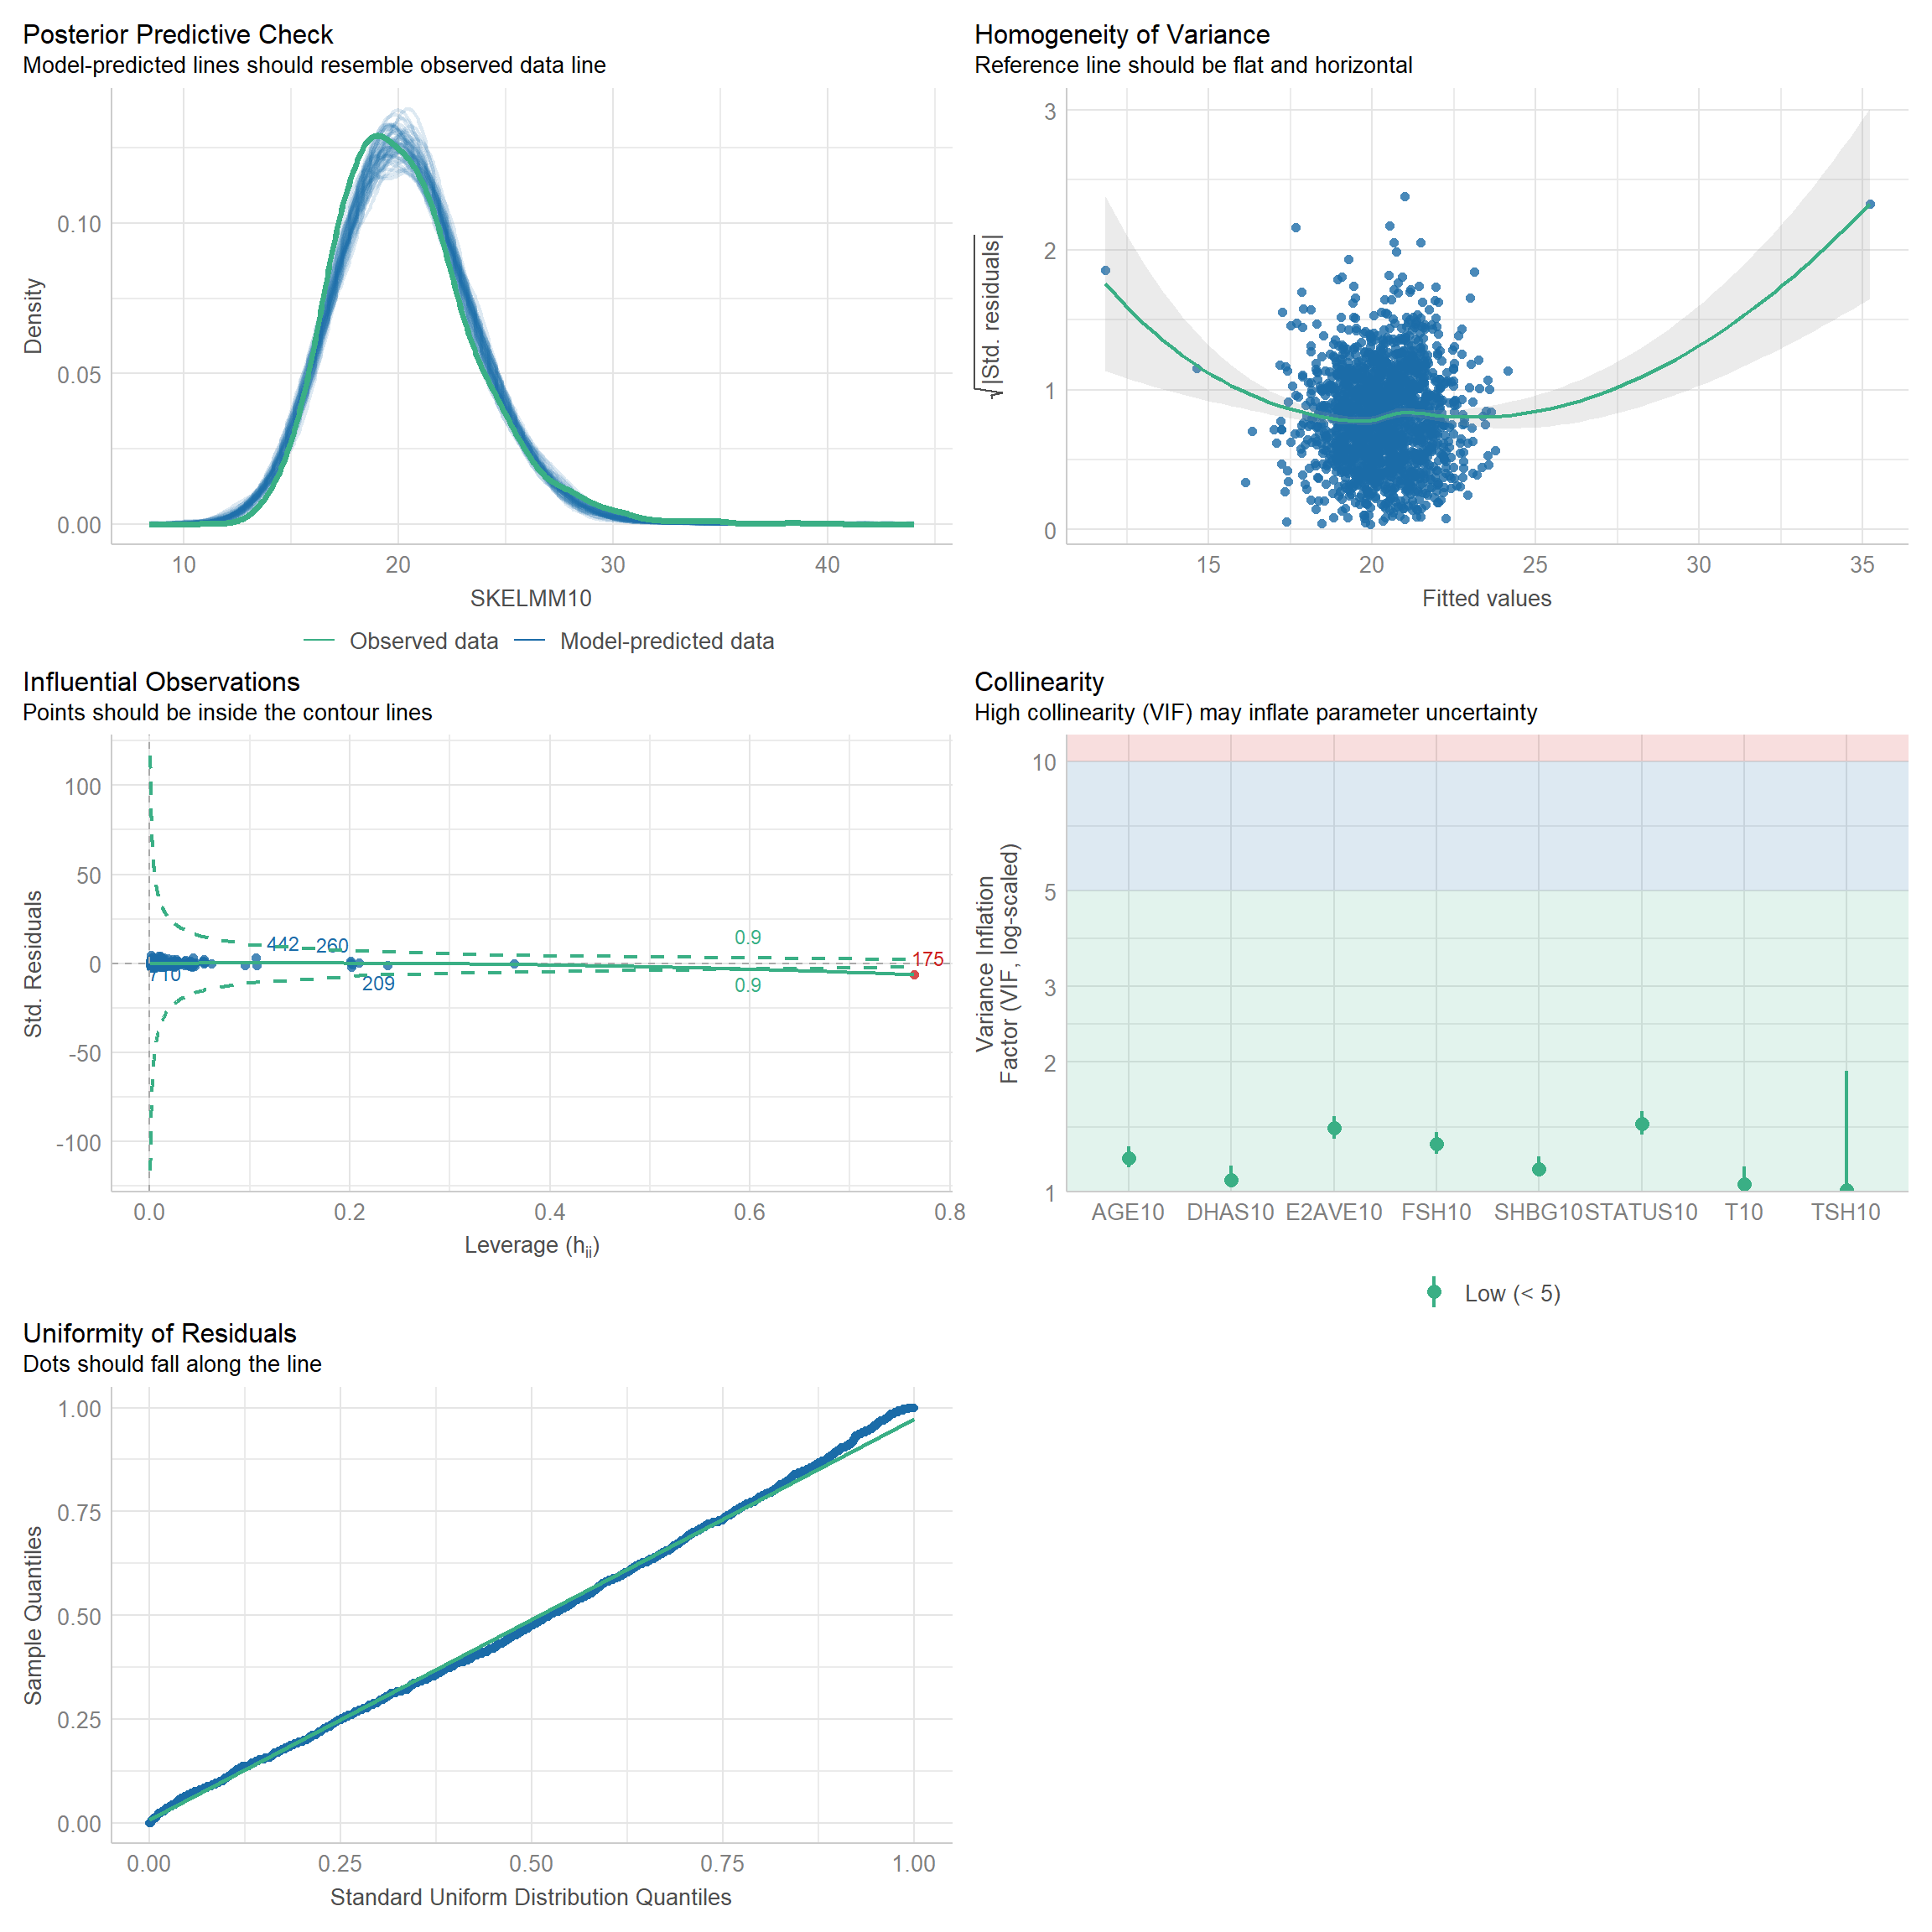 Posterior Predictive Check
Model-predicted lines should resemble observed data line
0.10
0.05
0.00
Density
10 20 30 40
SKELMM10
Observed data Model-predicted data
Homogeneity of Variance
Reference line should be flat and horizontal
3
2
1
0
√|Std. residuals|
15 20 25 30 35
Fitted values
Influential Observations
Points should be inside the contour lines
100
50
0
-50
-100
Std. Residuals
442 260
0.9
175
710
209
0.9
0.0 0.2 0.4 0.6 0.8
Leverage (hii)
Collinearity
High collinearity (VIF) may inflate parameter uncertainty
10
5
3
2
1
Variance Inflation
Factor (VIF, log-scaled)
AGE10 DHAS10 E2AVE10 FSH10 SHBG10 STATUS10 T10 TSH10
Low (< 5)
Uniformity of Residuals
Dots should fall along the line
1.00
0.75
0.50
0.25
0.00
Sample Quantiles
0.00 0.25 0.50 0.75 1.00
Standard Uniform Distribution Quantiles